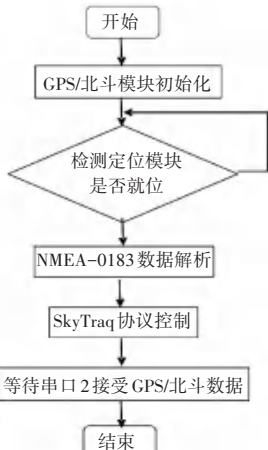 开始
GPS/北斗模块初始化
检测定位模块
是否就位
NMEA-0183数据解析
SkyTraq协议控制
等待串口2接受GPS/北斗数据
结束